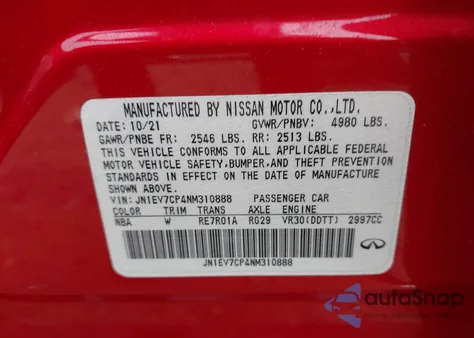 MANUFACTURED BY NISSAN MOTOR CO.,LTD.
DATE: 10/21 GVWR/PNBV: 4980 LBS.
GAWR/PNBE FR: 2546 LBS. RR: 2513 LBS.
THIS VEHICLE CONFORMS TO ALL APPLICABLE FEDERAL
MOTOR VEHICLE SAFETY,BUMPER,AND THEFT PREVENTION
STANDARDS IN EFFECT ON THE DATE OF MANUFACTURE
SHOWN ABOVE.
VIN: JN1EV7CP4NM310888 PASSENGER CAR
COLOR TRIM TRANS AXLE ENGINE
NBA W RE7R01A RG29 VR30(DDTT) 2997CC
JN1EV7CP4NM310888
INFINITI
autoSnap